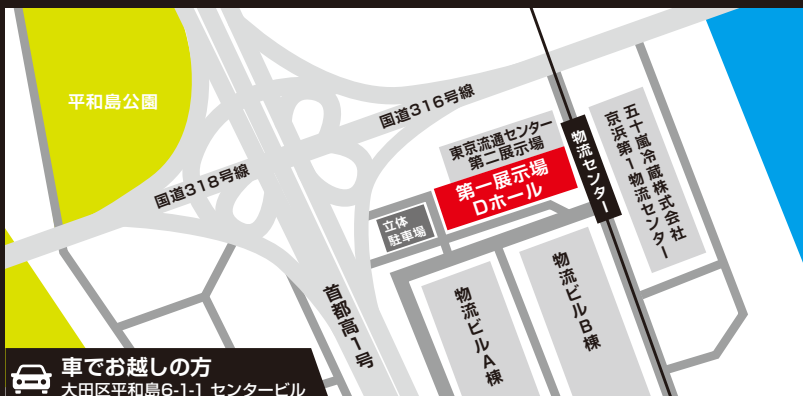 平和島公園
国道316号線
国道318号線
東京流通センター
第二展示場
第一展示場
Dホール
立体
駐車場
物流センター
五十嵐冷蔵株式会社
京浜第1物流センター
首都高1号
物流ビルA棟
物流ビルB棟
車でお越しの方
大田区平和島6-1-1 センタービル